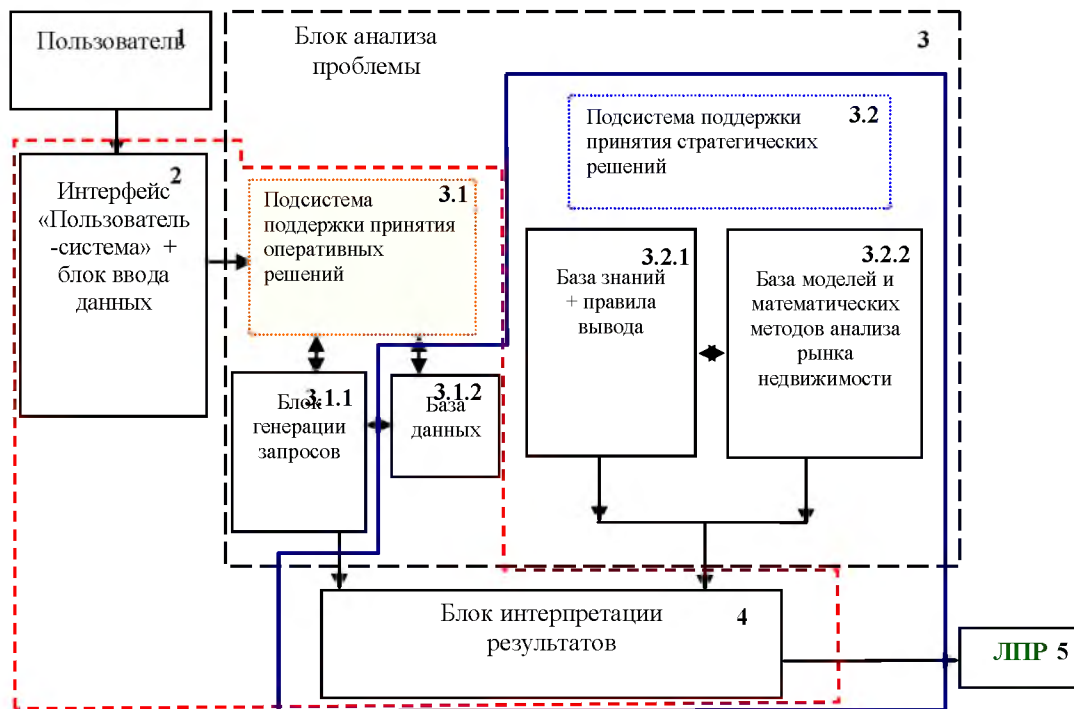 Пользователь 1
Блок анализа
проблемы
3
2
Интерфейс
«Пользователь
-система» +
блок ввода
данных
3.1
Подсистема
поддержки принятия
оперативных
решений
3.2
Подсистема поддержки
принятия стратегических
решений
3.1.1
Блок
генерации
запросов
3.1.2
База
данных
3.2.1
База знаний
+ правила
вывода
3.2.2
База моделей и
математических
методов анализа
рынка
недвижимости
Блок интерпретации
результатов
4
ЛПР 5